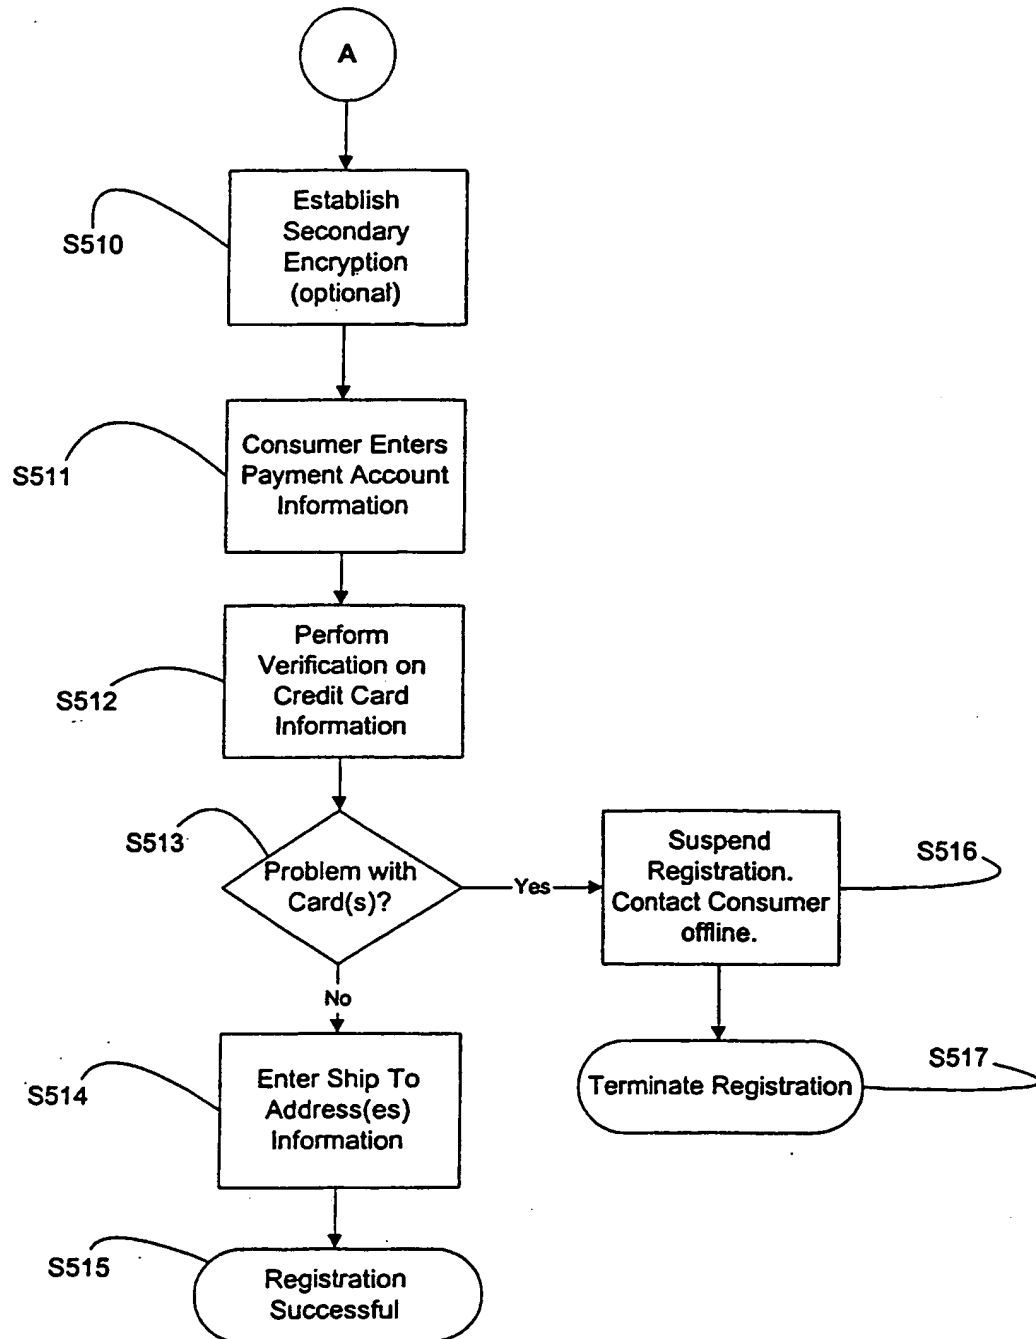 A
Establish
Secondary
Encryption
(optional)
S510
Consumer Enters
Payment Account
Information
S511
Perform
Verification on
Credit Card
Information
S512
S513
Problem with
Card(s)?
Yes
Suspend
Registration.
Contact Consumer
offline.
S516
No
Terminate Registration
S517
Enter Ship To
Address(es)
Information
S514
S515
Registration
Successful